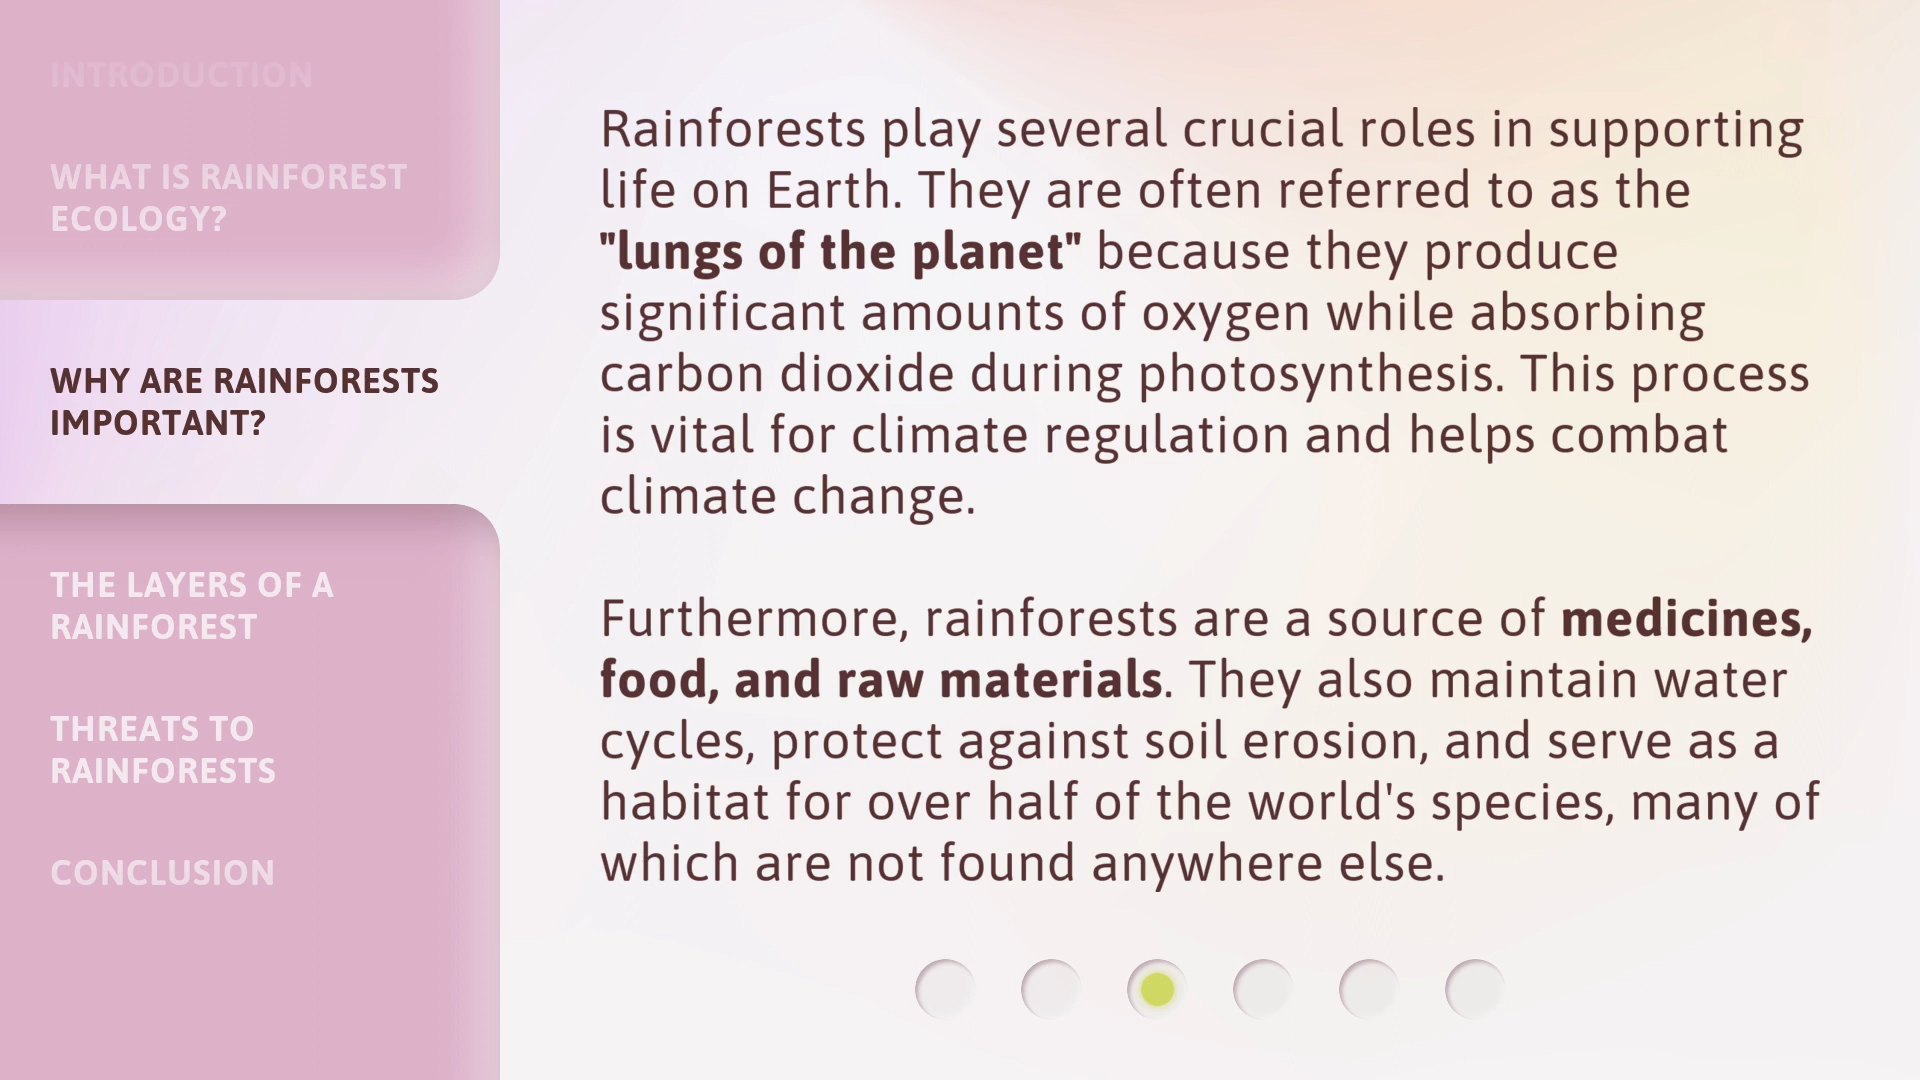 INTRODUCTION
WHAT IS RAINFOREST
ECOLOGY?
WHY ARE RAINFORESTS
IMPORTANT?
THE LAYERS OF A
RAINFOREST
THREATS TO
RAINFORESTS
CONCLUSION
Rainforests play several crucial roles in supporting
life on Earth. They are often referred to as the
"lungs of the planet" because they produce
significant amounts of oxygen while absorbing
carbon dioxide during photosynthesis. This process
is vital for climate regulation and helps combat
climate change.
Furthermore, rainforests are a source of medicines,
food, and raw materials. They also maintain water
cycles, protect against soil erosion, and serve as a
habitat for over half of the world's species, many of
which are not found anywhere else.